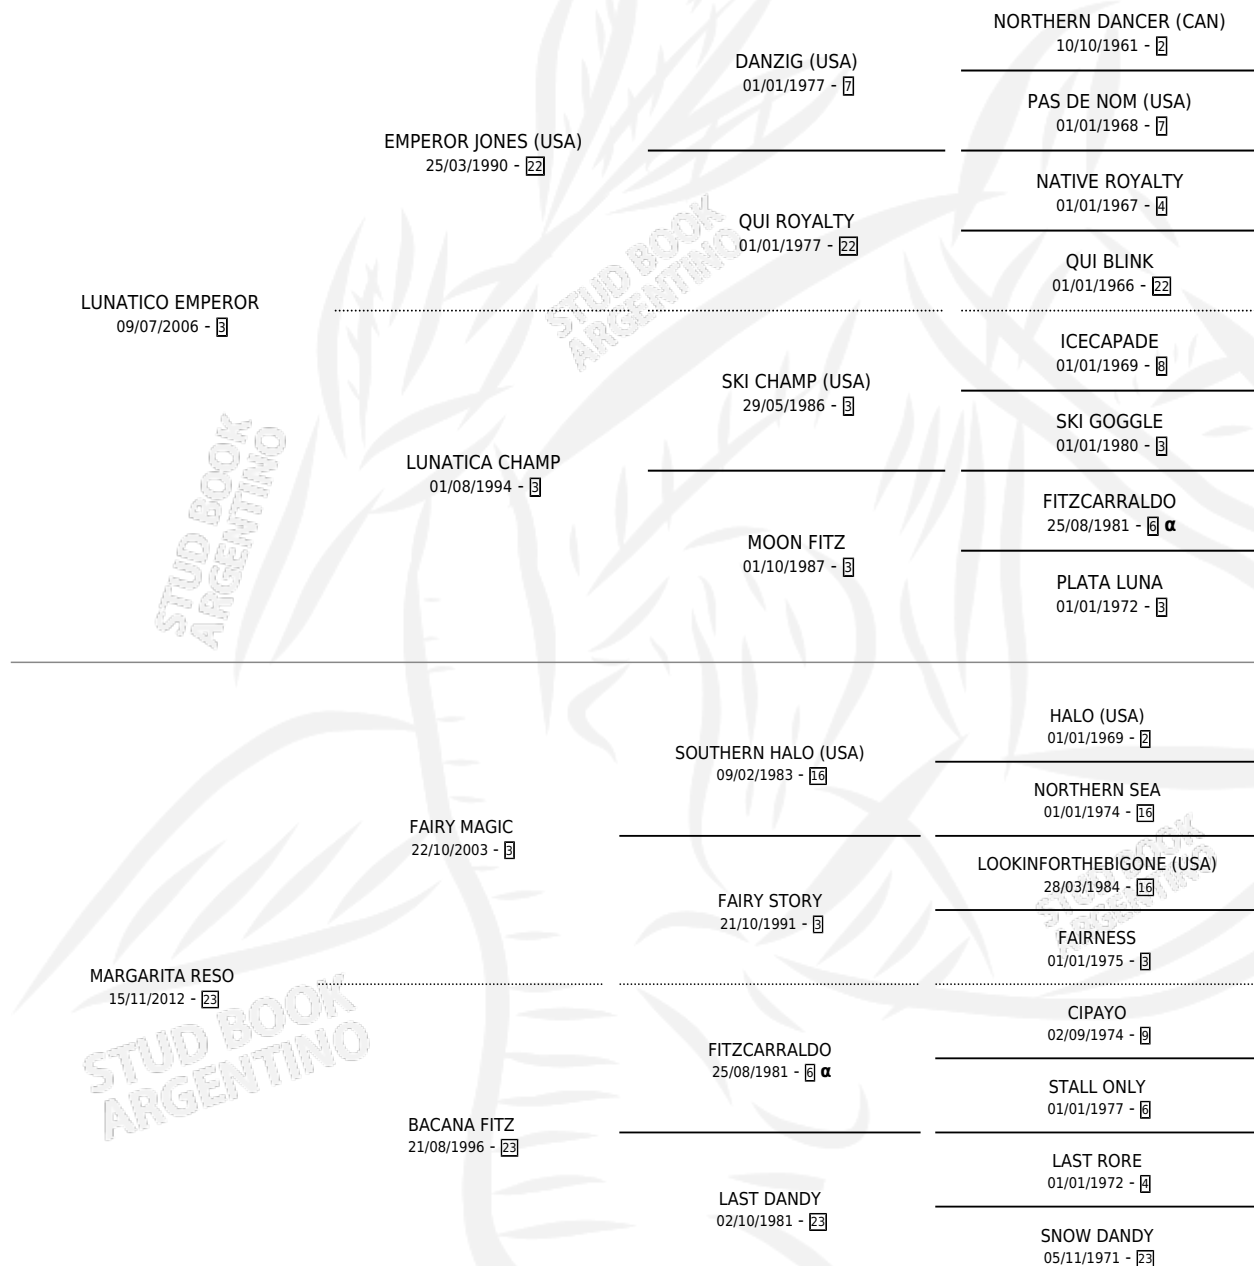 NORTHERN DANCER (CAN)
10/10/1961 - 2
DANZIG (USA)
01/01/1977 - 7
PAS DE NOM (USA)
01/01/1968 - 7
EMPEROR JONES (USA)
25/03/1990 - 22
NATIVE ROYALTY
01/01/1967 - 4
QUI ROYALTY
01/01/1977 - 22
QUI BLINK
01/01/1966 - 22
LUNATICO EMPEROR
09/07/2006 - 3
ICECAPADE
01/01/1969 - 8
SKI CHAMP (USA)
29/05/1986 - 3
SKI GOGGLE
01/01/1980 - 3
LUNATICA CHAMP
01/08/1994 - 3
FITZCARRALDO
25/08/1981 - 6 α
MOON FITZ
01/10/1987 - 3
PLATA LUNA
01/01/1972 - 3
HALO (USA)
01/01/1969 - 2
SOUTHERN HALO (USA)
09/02/1983 - 16
NORTHERN SEA
01/01/1974 - 16
FAIRY MAGIC
22/10/2003 - 3
LOOKINFORTHEBIGONE (USA)
28/03/1984 - 16
FAIRY STORY
21/10/1991 - 3
FAIRNESS
01/01/1975 - 3
MARGARITA RESO
15/11/2012 - 23
CIPAYO
02/09/1974 - 9
FITZCARRALDO
25/08/1981 - 6 α
STALL ONLY
01/01/1977 - 6
BACANA FITZ
21/08/1996 - 23
LAST RORE
01/01/1972 - 4
LAST DANDY
02/10/1981 - 23
SNOW DANDY
05/11/1971 - 23
STUD BOOK
ARGENTINO
STUD BOOK
ARGENTINO
STUD BOOK
ARGENTINO
STUD BOOK
ARGENTINO